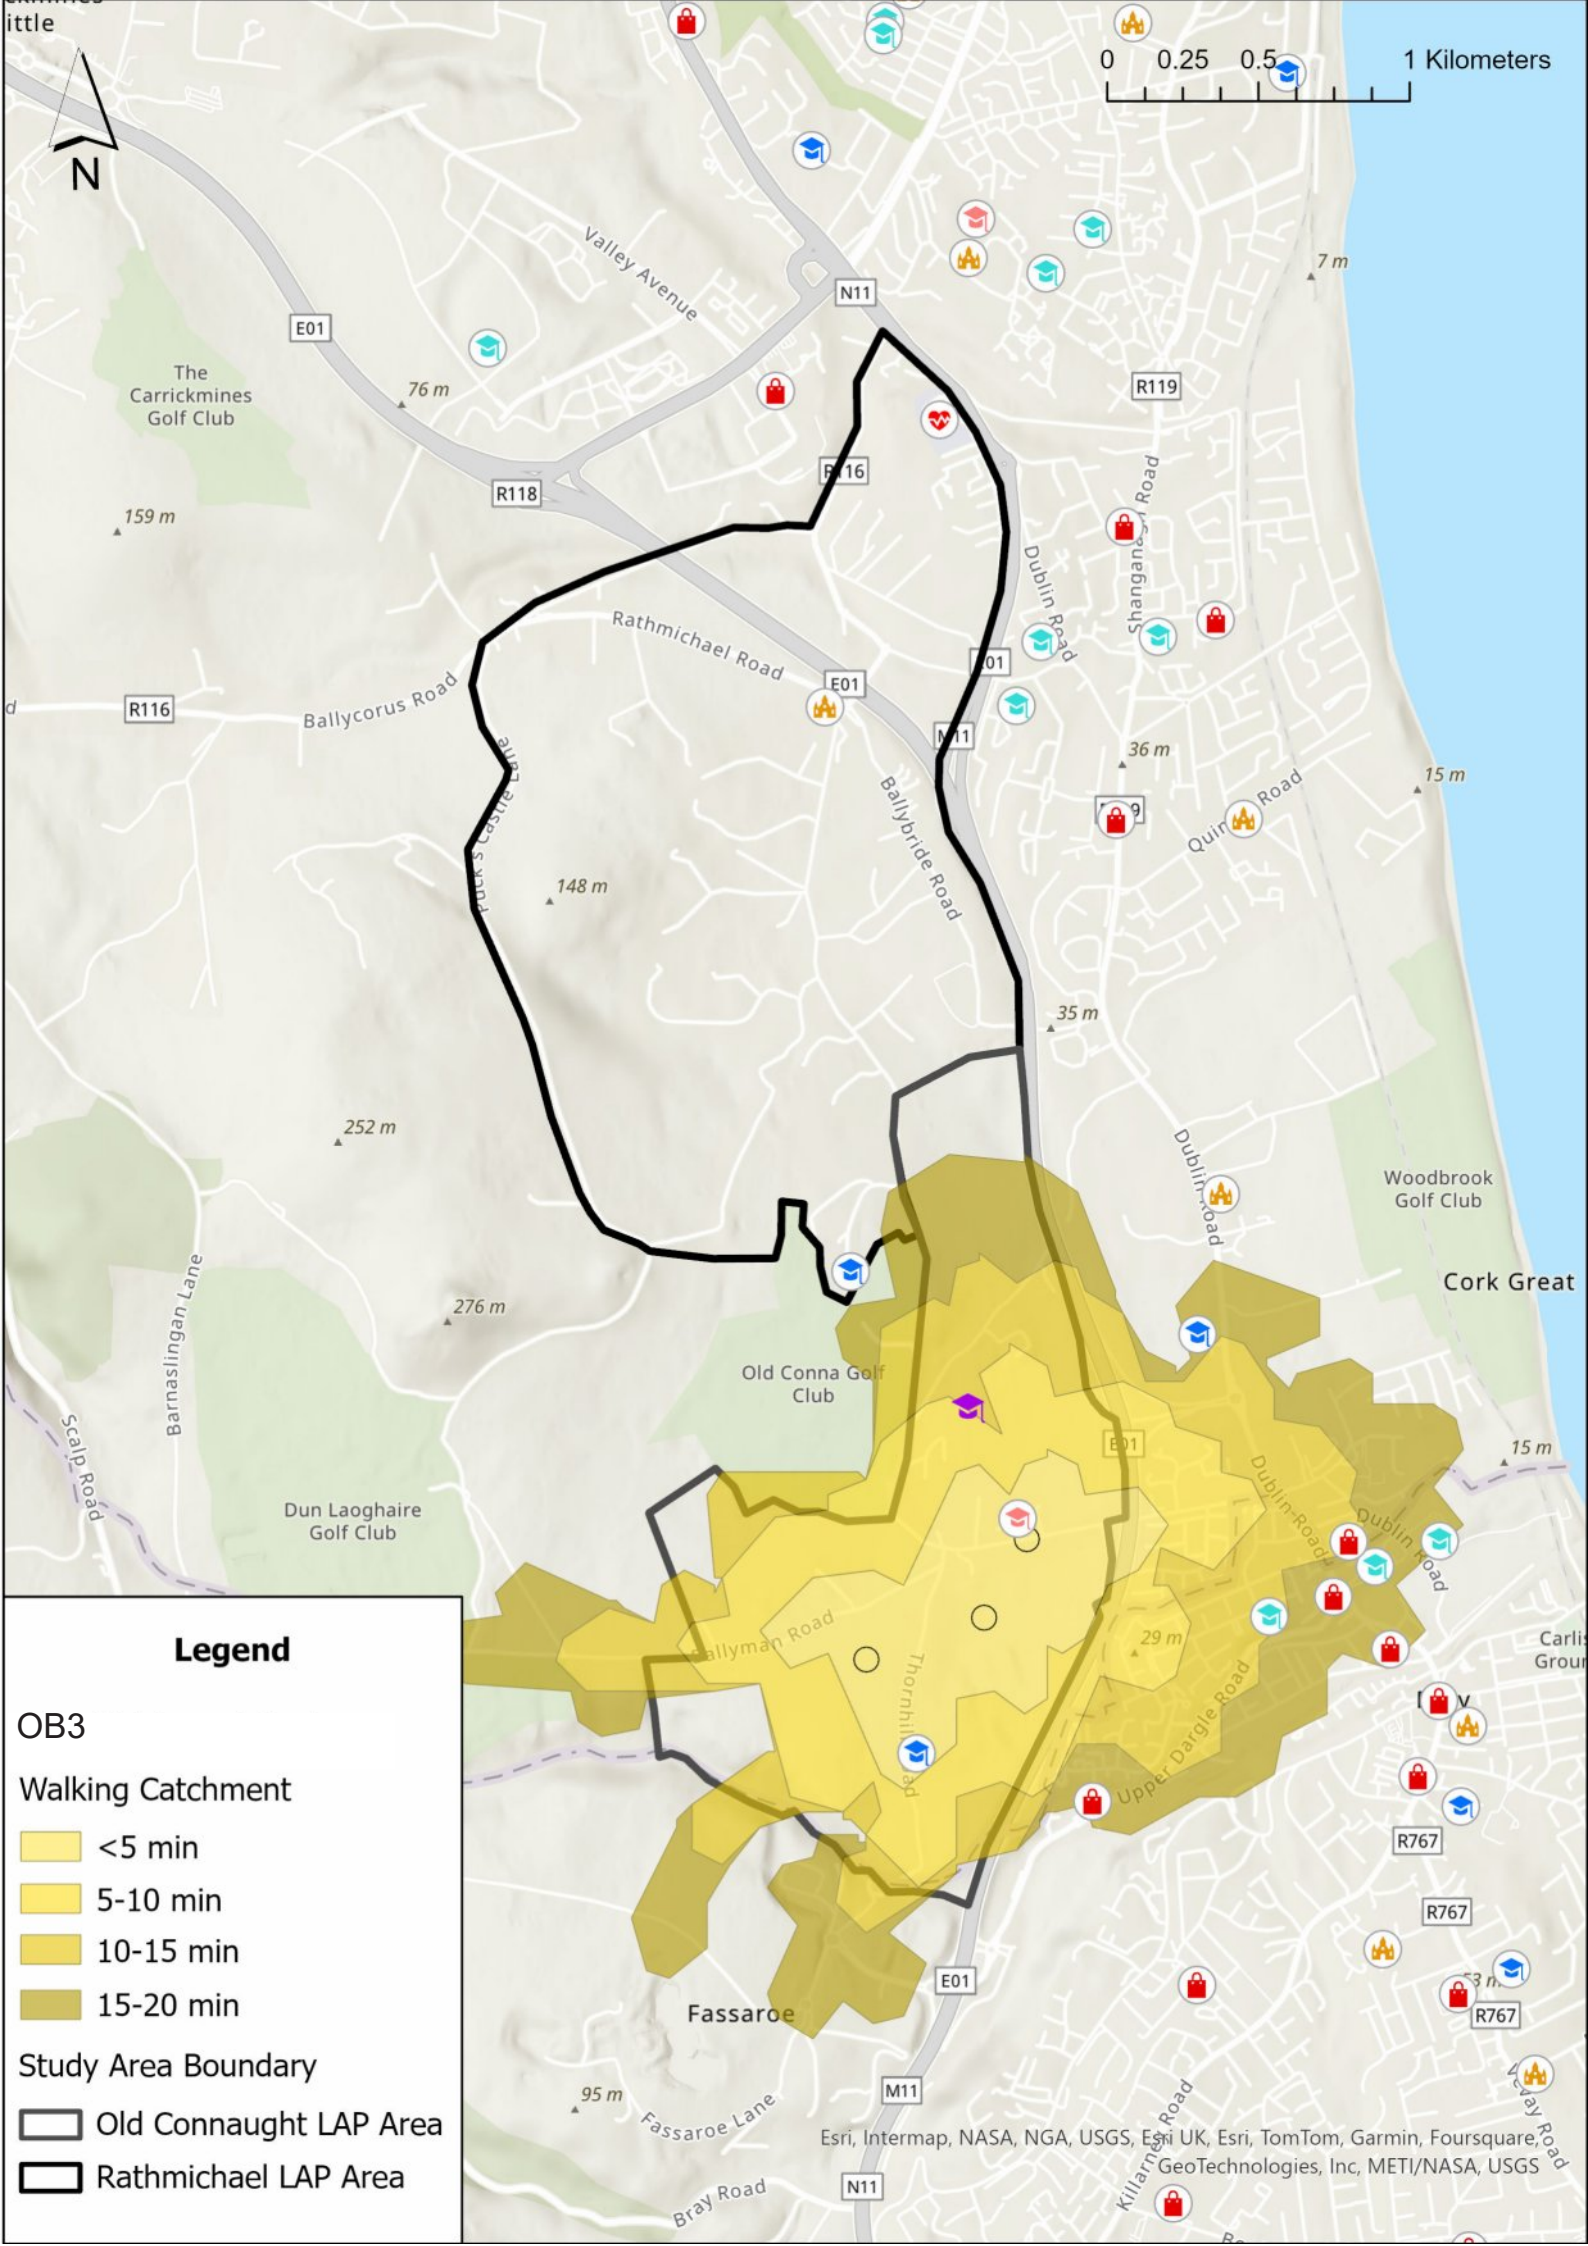 ittle
N
0 0.25 0.5 1 Kilometers
Valley Avenue
N11
7 m
E01
The
Carrickmines
Golf Club
76 m
R119
R118
159 m
Dublin Road
Road
Rathmichael Road
E01
R116
Ballycorus Road
36 m
15 m
Road
Ballybride Road
148 m
35 m
252 m
Dublin Road
Woodbrook
Golf Club
Cork Great
Barnaslingan Lane
276 m
Old Conna Golf
Club
Scalp Road
E01
15 m
Dun Laoghaire
Golf Club
Dublin Road
Dublin Road
Ballyman Road
29 m
Upper Dargle Road
R767
R767
E01
Fassaroe
R767
M11
95 m
Fassaroe Lane
Killarney Road
Bray Road
N11
Legend
OB3
Walking Catchment
<5 min
5-10 min
10-15 min
15-20 min
Study Area Boundary
Old Connaught LAP Area
Rathmichael LAP Area
Esri, Intermap, NASA, NGA, USGS, Esri UK, Esri, TomTom, Garmin, Foursquare,
GeoTechnologies, Inc, METI/NASA, USGS